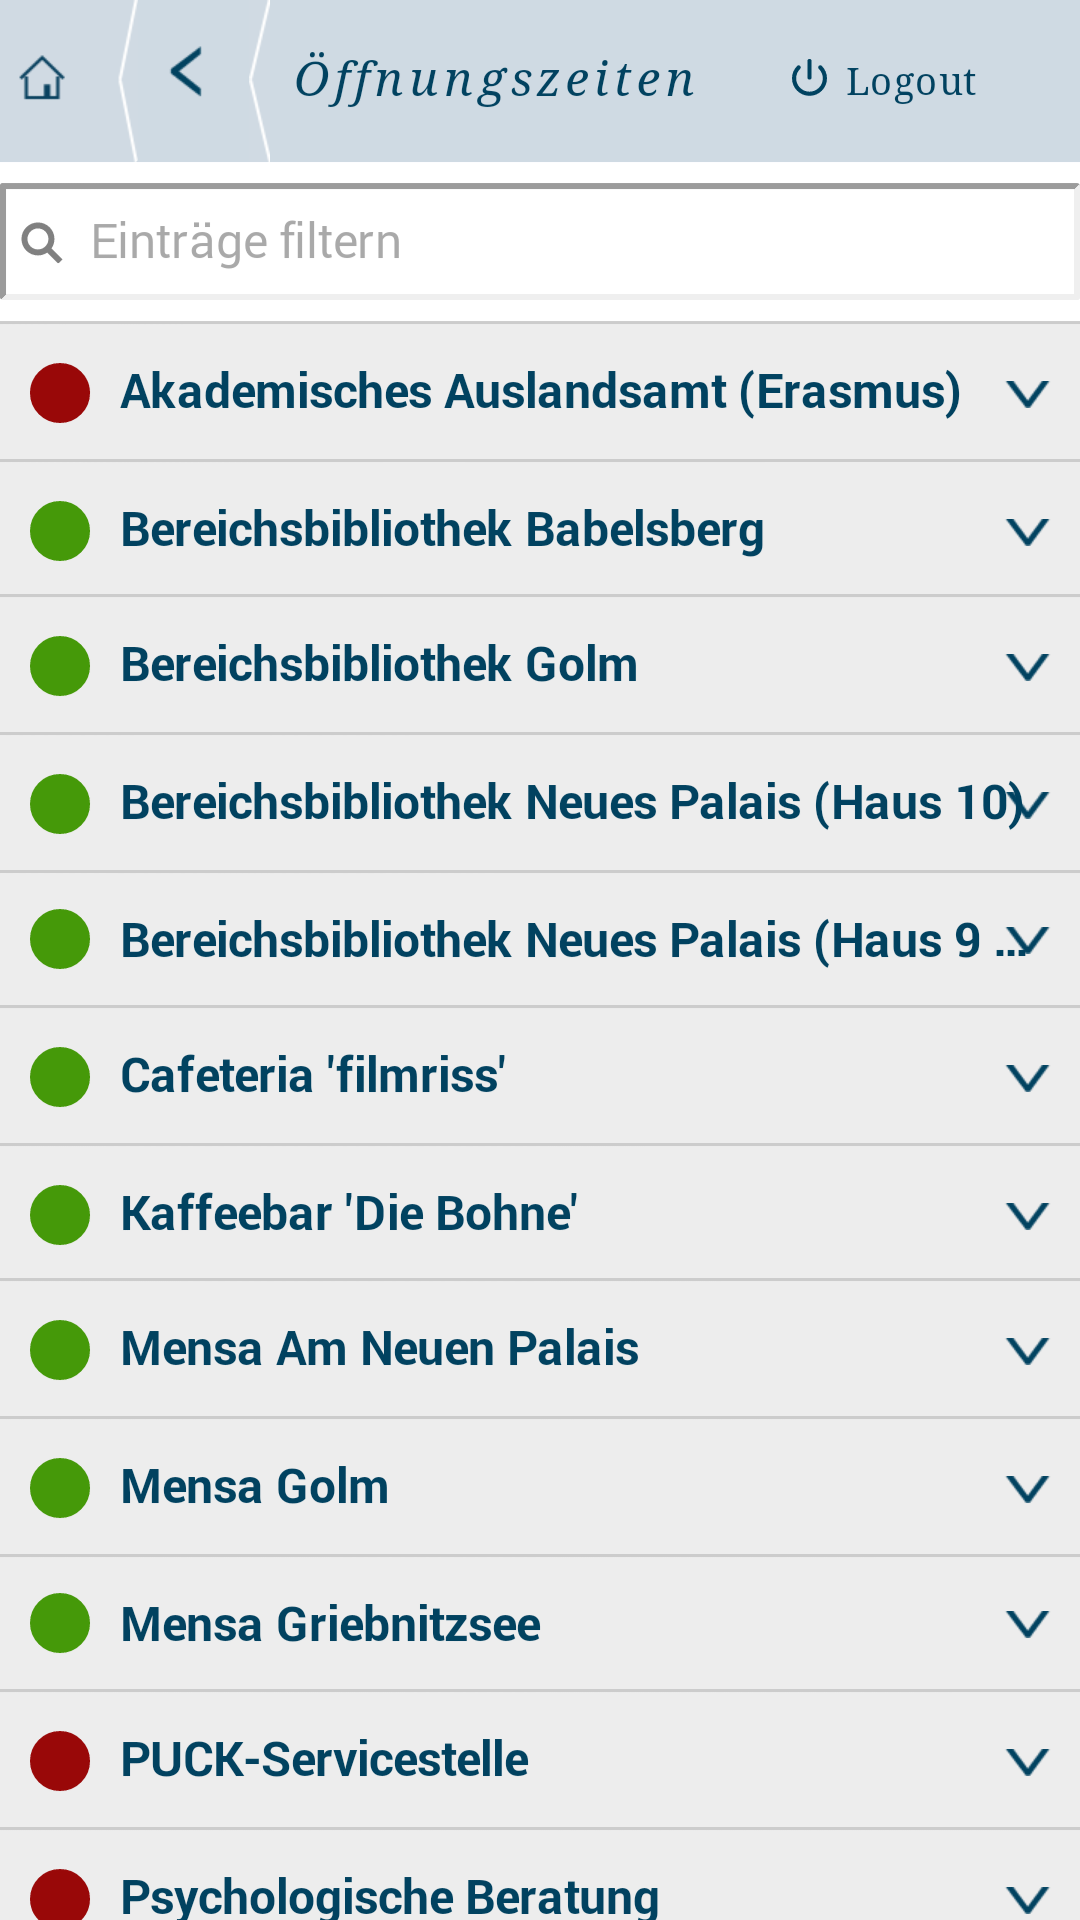 Öffnungszeiten
Logout
Einträge filtern
Akademisches Auslandsamt (Erasmus)
Bereichsbibliothek Babelsberg
Bereichsbibliothek Golm
Bereichsbibliothek Neues Palais (Haus 10)
Bereichsbibliothek Neues Palais (Haus 9 ...
Cafeteria 'filmriss'
Kaffeebar 'Die Bohne'
Mensa Am Neuen Palais
Mensa Golm
Mensa Griebnitzsee
PUCK-Servicestelle
Psychologische Beratung